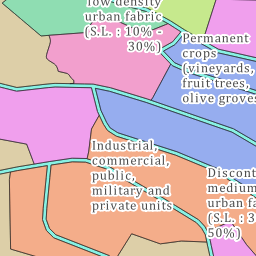 low-density
urban fabric
(S.L. : 10% -
30%)
Permanent
crops
(vineyards,
fruit trees,
olive groves
Industrial,
commercial,
public,
military and
private units
Discont
medium
urban fa
(S.L. : 3
50%)